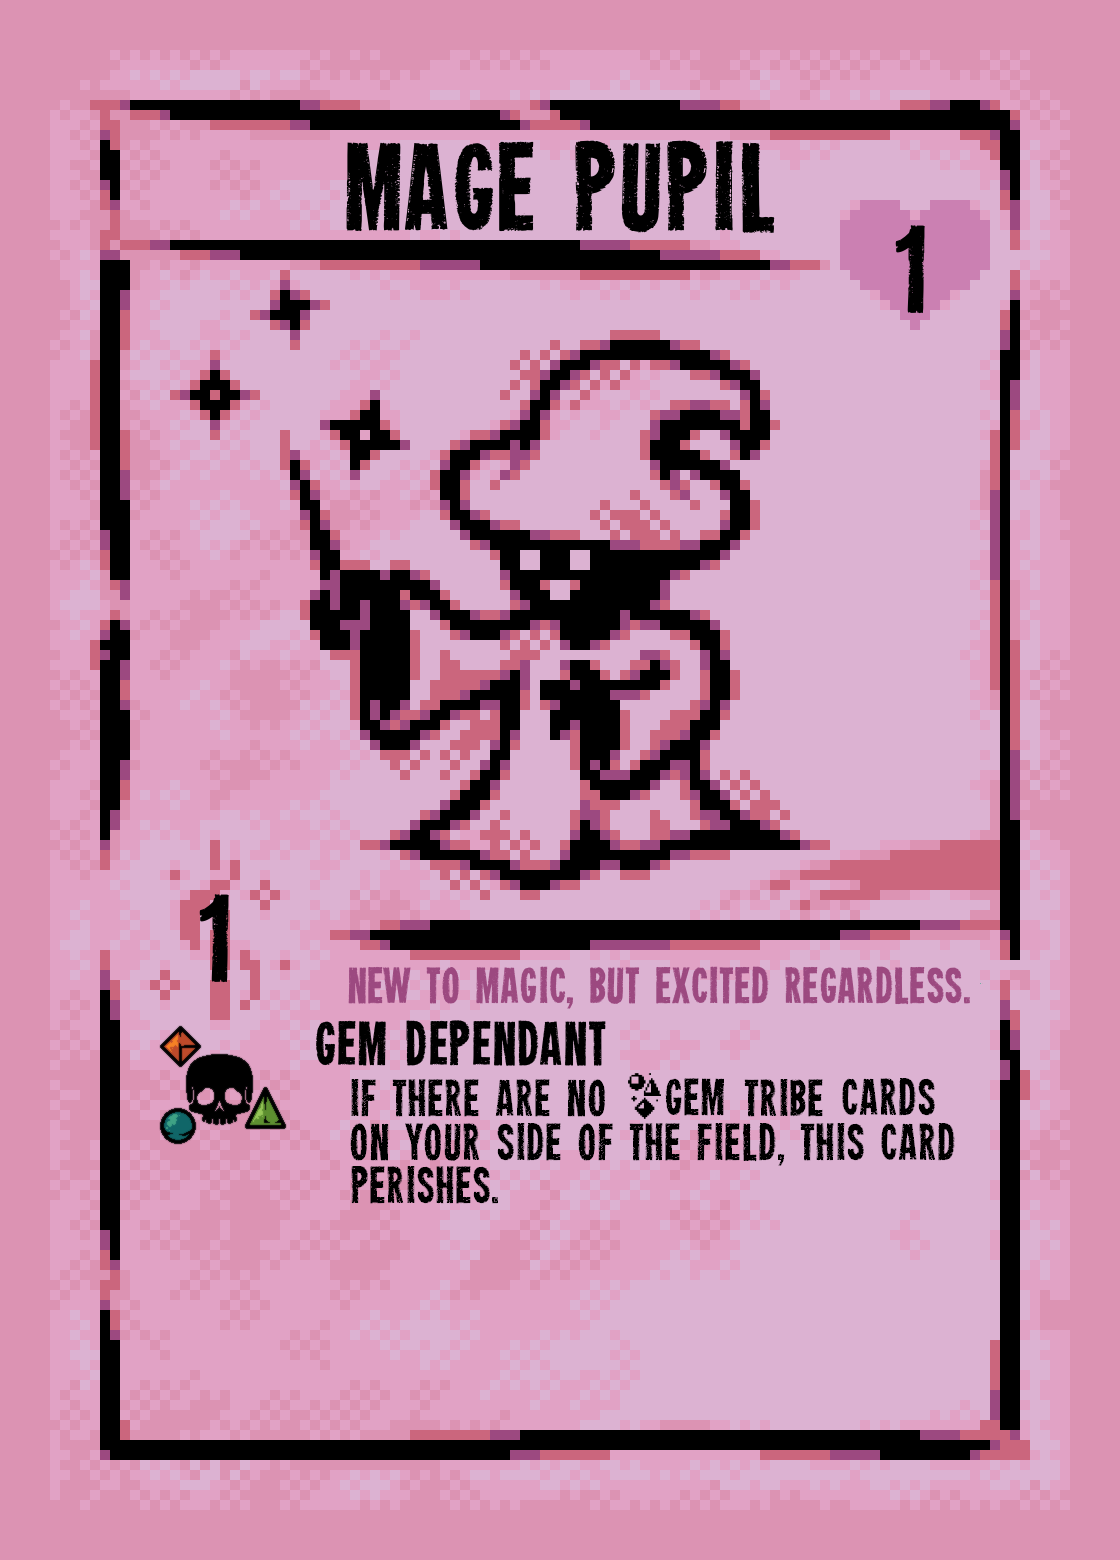 MAGE PUPIL
1
1
NEW TO MAGIC, BUT EXCITED REGARDLESS.
GEM DEPENDANT
IF THERE ARE NO GEM TRIBE CARDS
ON YOUR SIDE OF THE FIELD, THIS CARD
PERISHES.